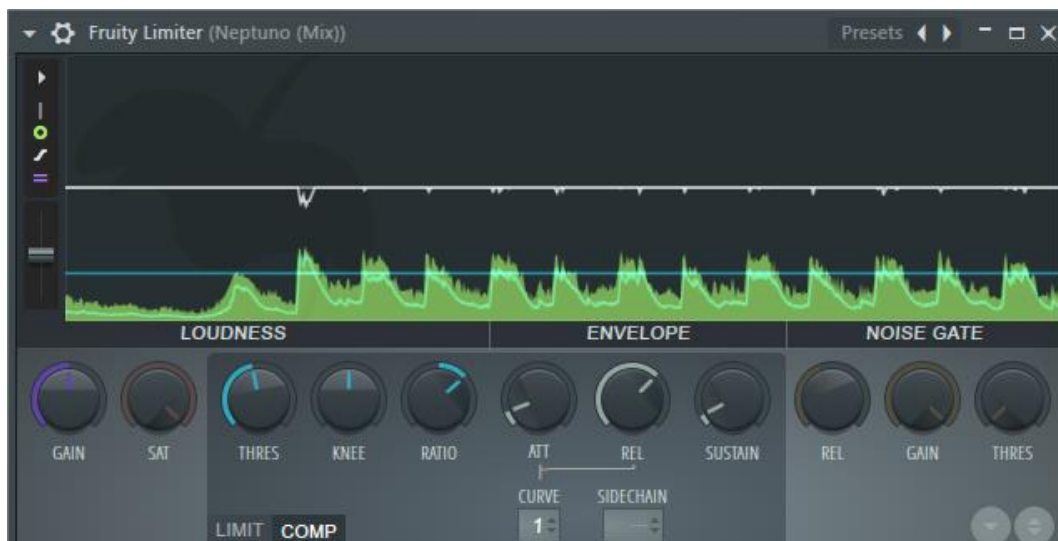 Fruity Limiter (Neptuno (Mix))
Presets
LOUDNESS
ENVELOPE
NOISE GATE
GAIN
SAT
THRES
KNEE
RATIO
ATT
REL
SUSTAIN
REL
GAIN
THRES
CURVE
SIDECHAIN
1
LIMIT
COMP